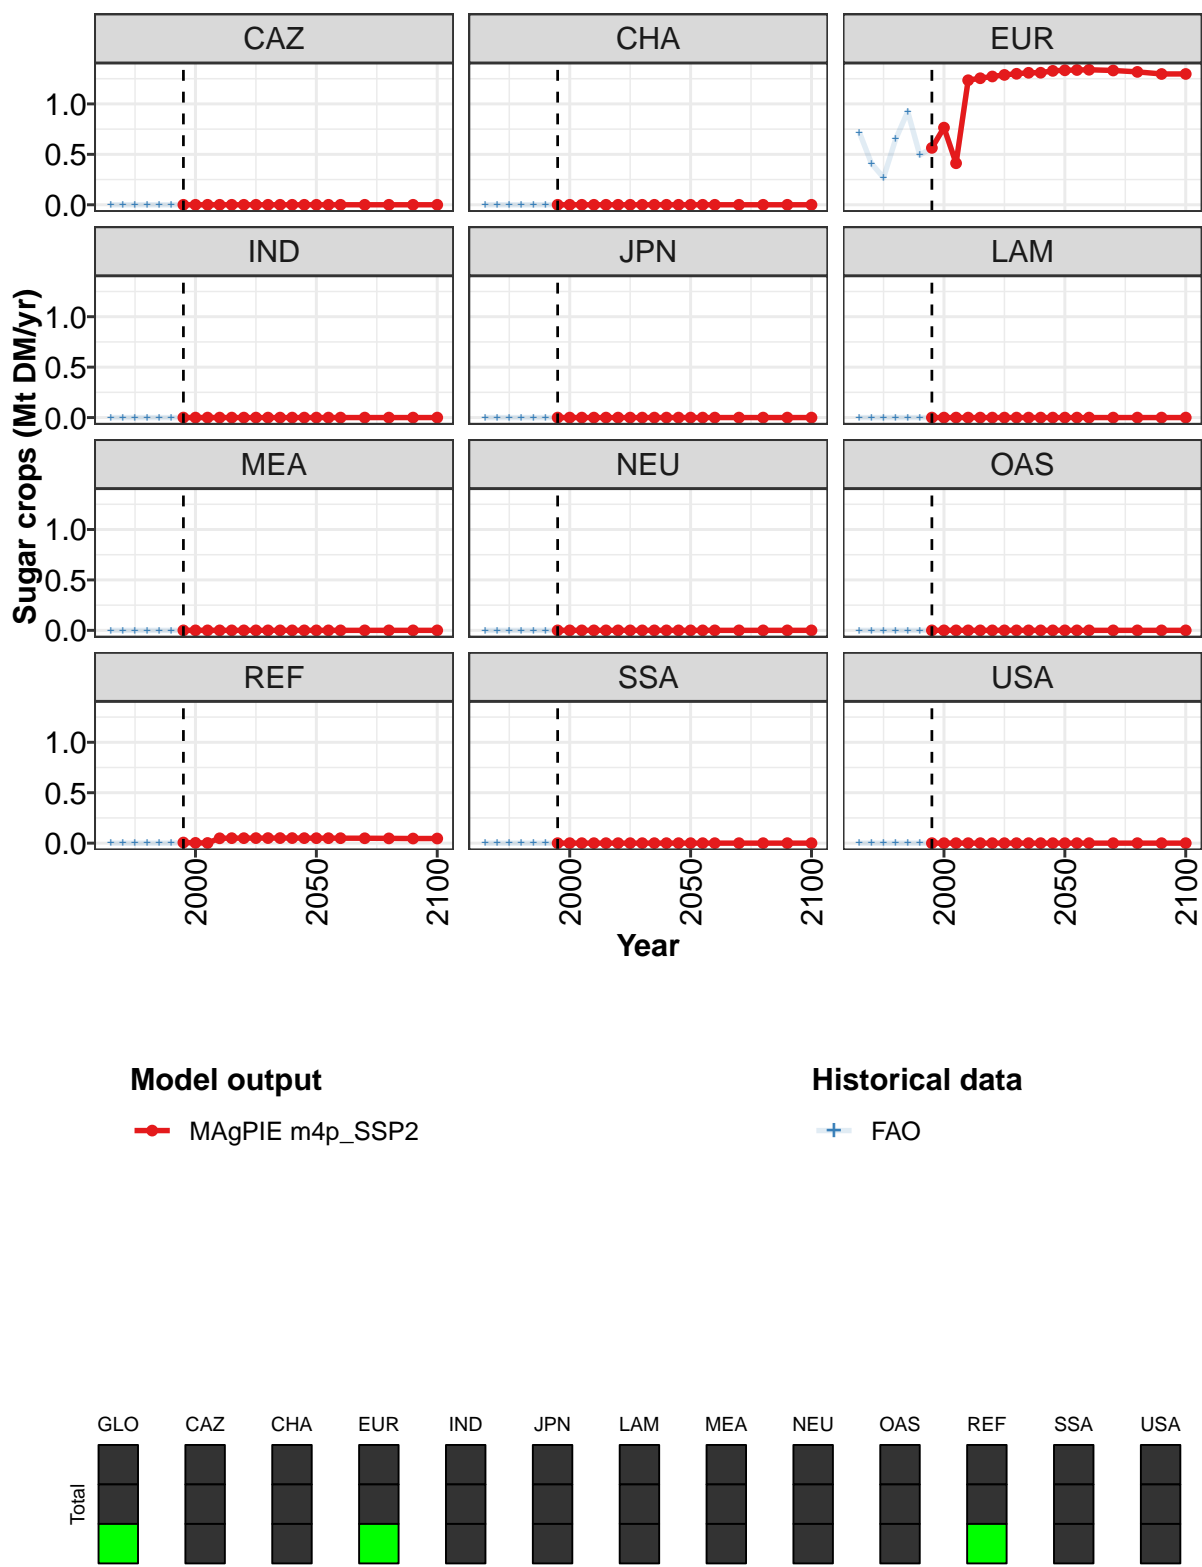 CAZ CHA EUR
1.0
0.5
0.0
IND JPN LAM
1.0
0.5
0.0
Sugar crops (Mt DM/yr)
MEA NEU OAS
1.0
0.5
0.0
REF SSA USA
1.0
0.5
0.0
2000 2050 2100 2000 2050 2100 2000 2050 2100
Year
Model output Historical data
MAgPIE m4p_SSP2 FAO
GLO CAZ CHA EUR IND JPN LAM MEA NEU OAS REF SSA USA
Total